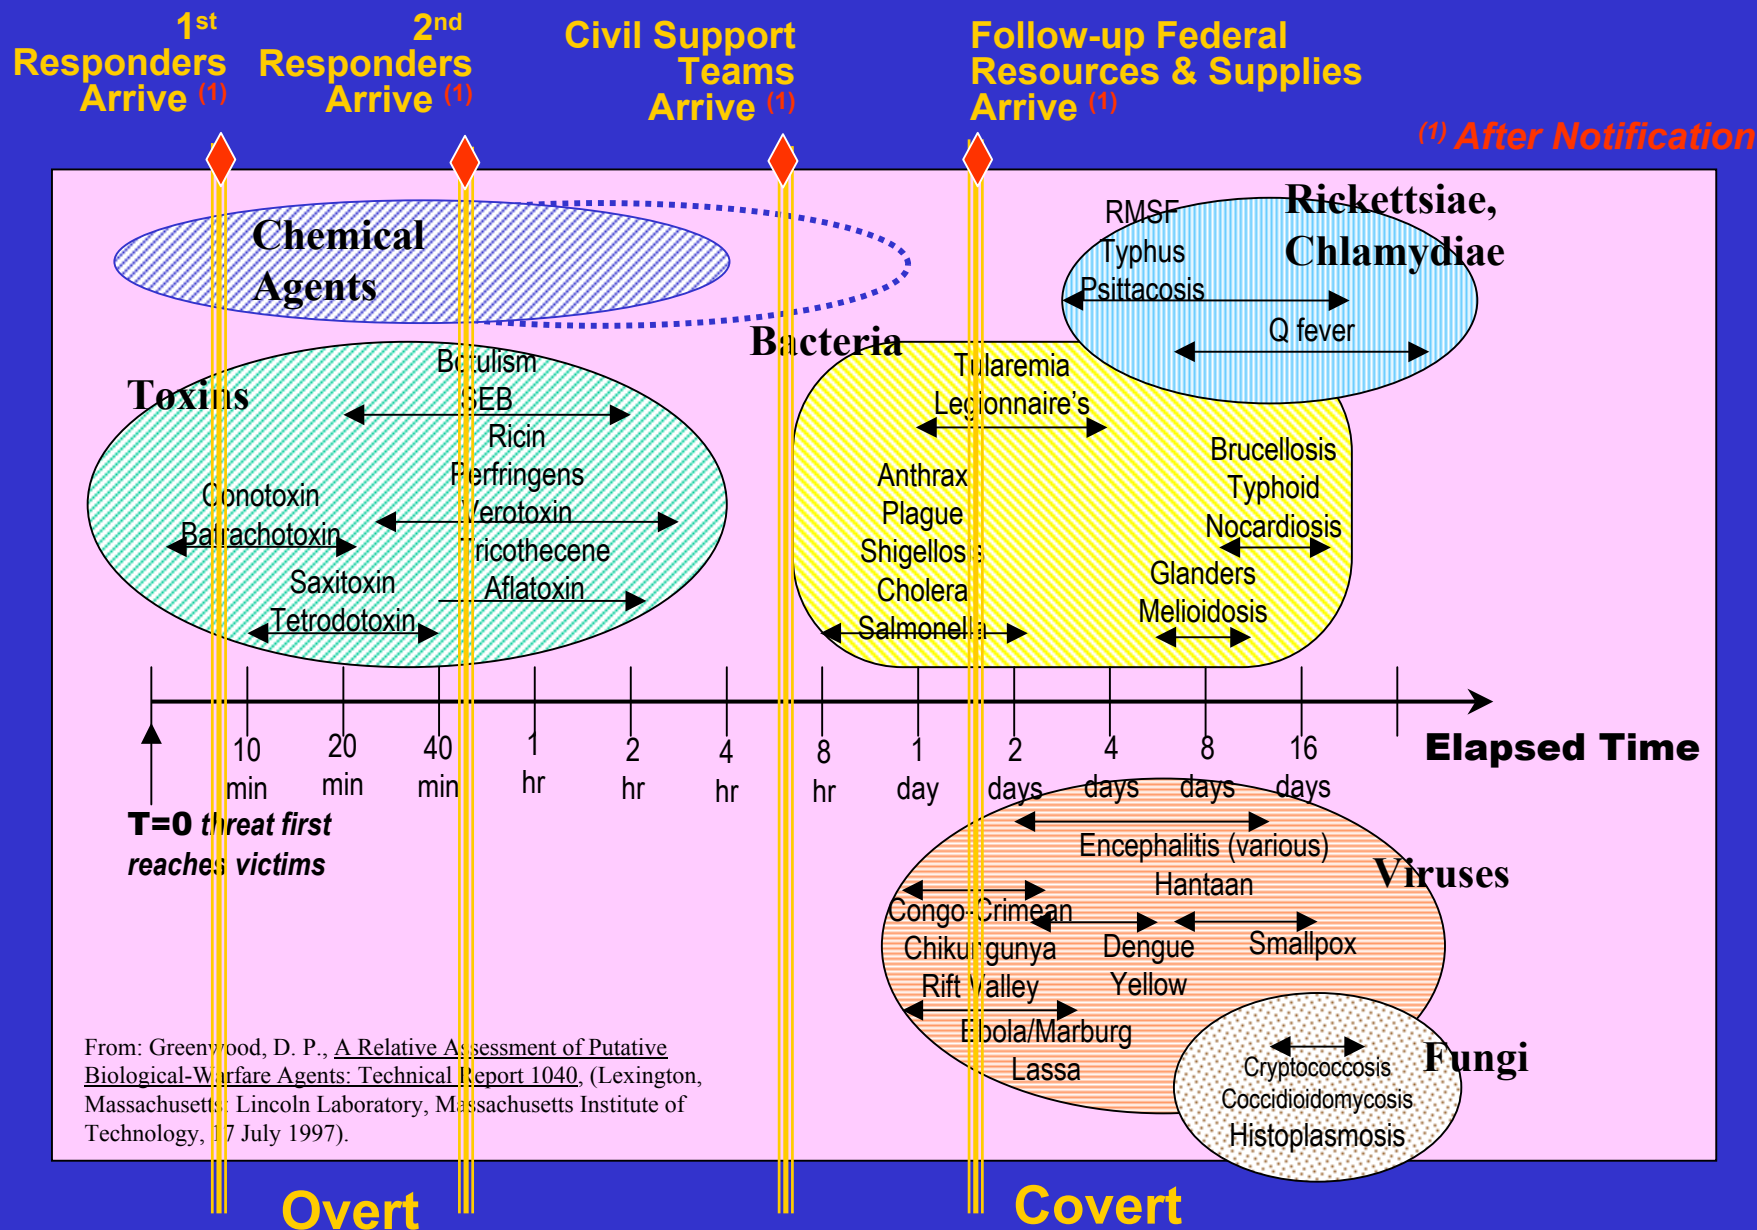 1st
Responders
Arrive (1)
2nd
Responders
Arrive (1)
Civil Support
Teams
Arrive (1)
Follow-up Federal
Resources & Supplies
Arrive (1)
(1) After Notification
Chemical
Agents
Rickettsiae,
Chlamydiae
RMSF
Typhus
Psittacosis
Q fever
Toxins
Botulism
SEB
Ricin
Perfringens
Verotoxin
Tricothecene
Aflatoxin
Conotoxin
Batrachotoxin
Saxitoxin
Tetrodotoxin
Bacteria
Tularemia
Legionnaire's
Anthrax
Plague
Shigellosis
Cholera
Salmonella
Brucellosis
Typhoid
Nocardiosis
Glanders
Melioidosis
10
min
20
min
40
min
1
hr
2
hr
4
hr
8
hr
1
day
2
days
4
days
8
days
16
days
Elapsed Time
T=0 threat first
reaches victims
Encephalitis (various)
Hantaan
Viruses
Congo-Crimean
Chikungunya
Rift Valley
Dengue
Yellow
Smallpox
Ebola/Marburg
Lassa
Fungi
Cryptococcosis
Coccidioidomycosis
Histoplasmosis
From: Greenwood, D. P., A Relative Assessment of Putative
Biological-Warfare Agents: Technical Report 1040, (Lexington,
Massachusetts: Lincoln Laboratory, Massachusetts Institute of
Technology, 17 July 1997).
Overt
Covert